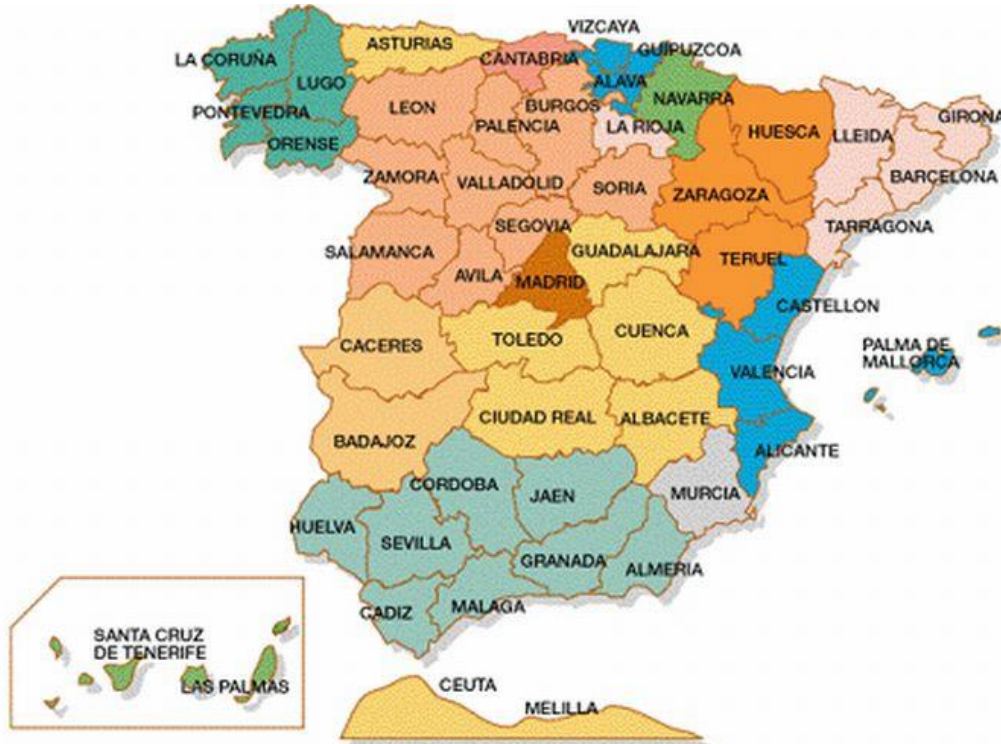 VIZCAYA
ASTURIAS
GUIPUZCOA
LA CORUÑA
CANTABRIA
LUGO
ALAVA
NAVARRA
PONTEVEDRA
LEON
BURGOS
PALENCIA
LA RIOJA
HUESCA
LLEIDA
GIRONA
ORENSE
ZAMORA
VALLADOLID
SORIA
ZARAGOZA
BARCELONA
SEGOVIA
TARRAGONA
SALAMANCA
GUADALAJARA
AVILA
MADRID
TERUEL
CASTELLON
CACERES
TOLEDO
CUENCA
PALMA DE
MALLORCA
VALENCIA
CIUDAD REAL
ALBACETE
BADAJOZ
ALICANTE
CORDOBA
JAEN
MURCIA
HUELVA
SEVILLA
GRANADA
ALMERIA
CADIZ
MALAGA
SANTA CRUZ
DE TENERIFE
LAS PALMAS
CEUTA
MELILLA